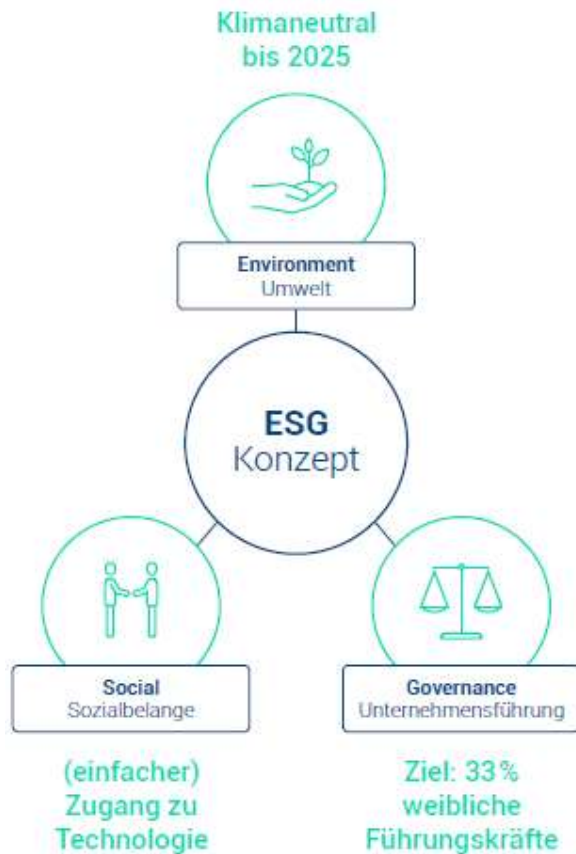 Klimaneutral
bis 2025
Environment
Umwelt
ESG
Konzept
Social
Sozialbelange
(einfacher)
Zugang zu
Technologie
Governance
Unternehmensführung
Ziel: 33%
weibliche
Führungskräfte